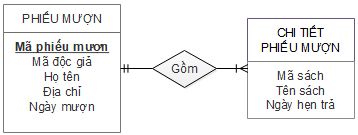 PHIẾU MƯỢN
Mã phiếu mươn
Mã độc giả
Họ tên
Địa chỉ
Ngày mượn
Gồm
CHI TIẾT
PHIẾU MƯỢN
Mã sách
Tên sách
Ngày hẹn trả